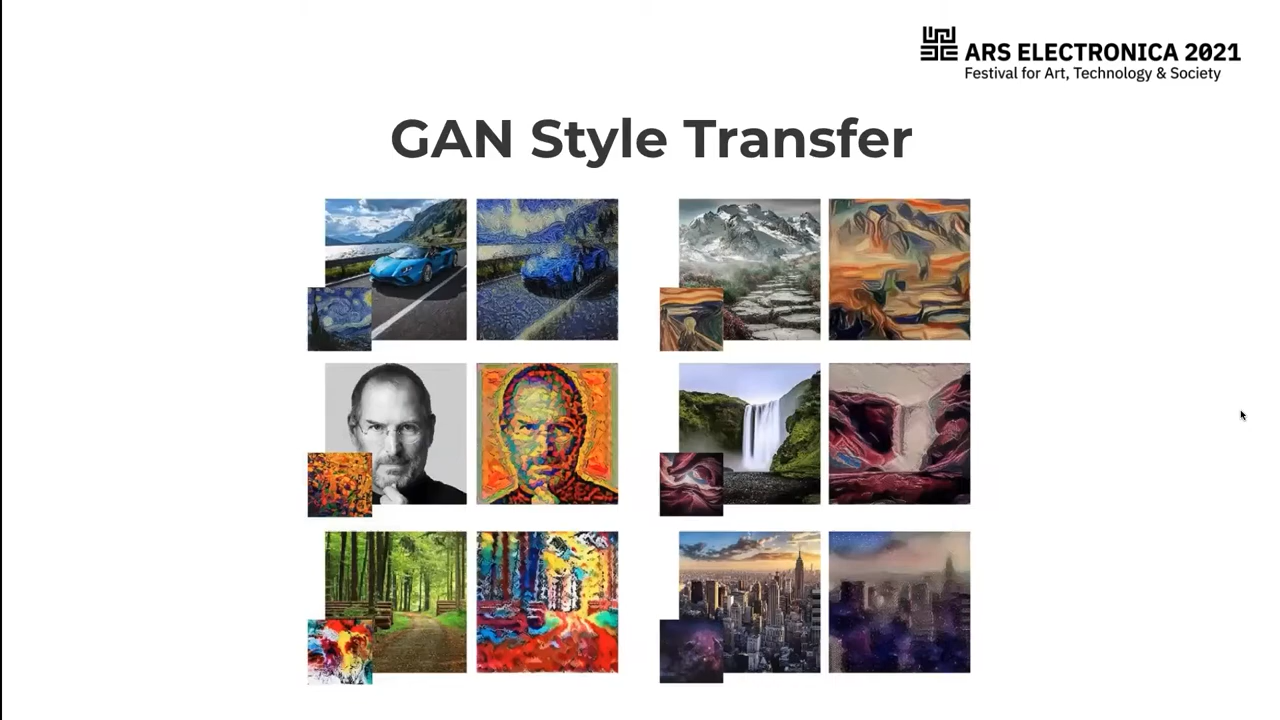 ARS ELECTRONICA 2021
Festival for Art, Technology & Society
GAN Style Transfer